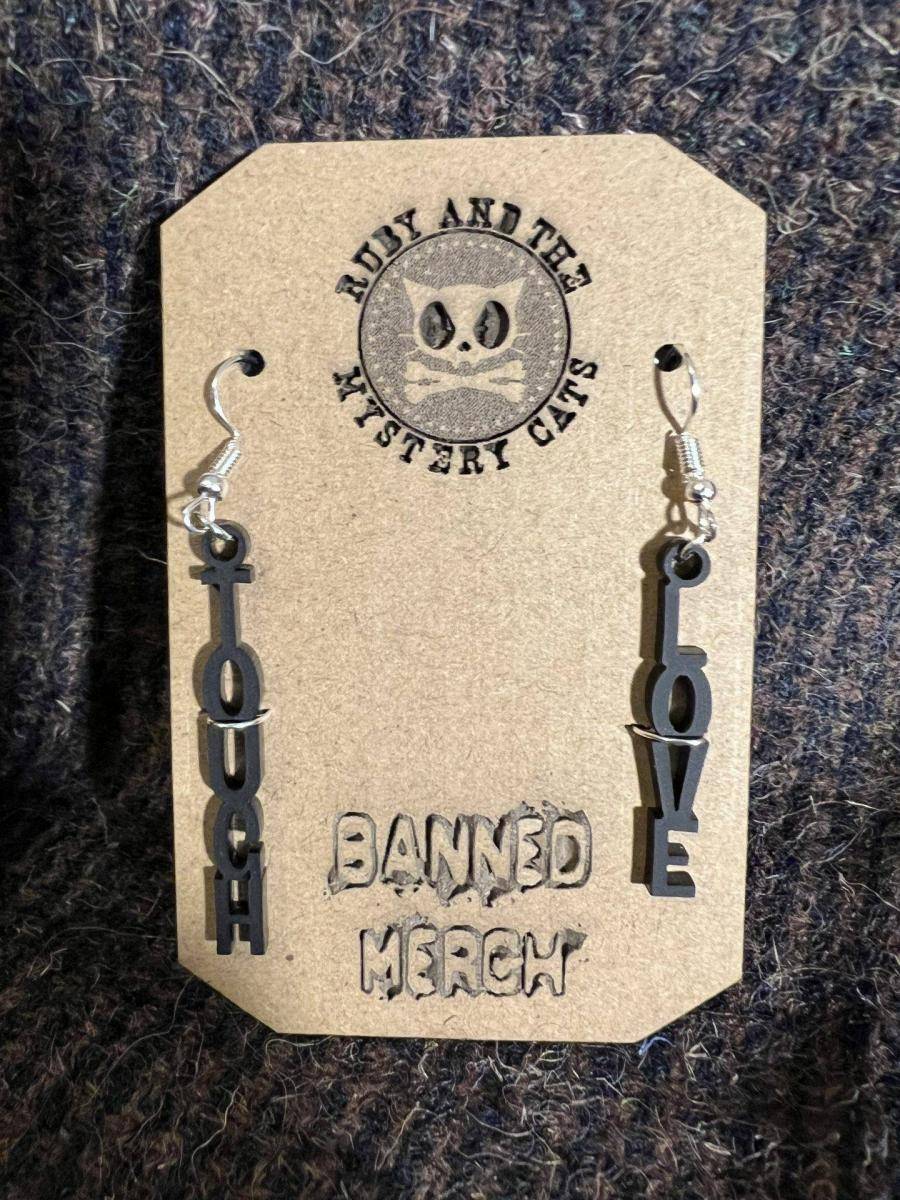 RUBY AND THE
MYSTERY CATS
TOUCH
LOVE
BANNED
MERCH